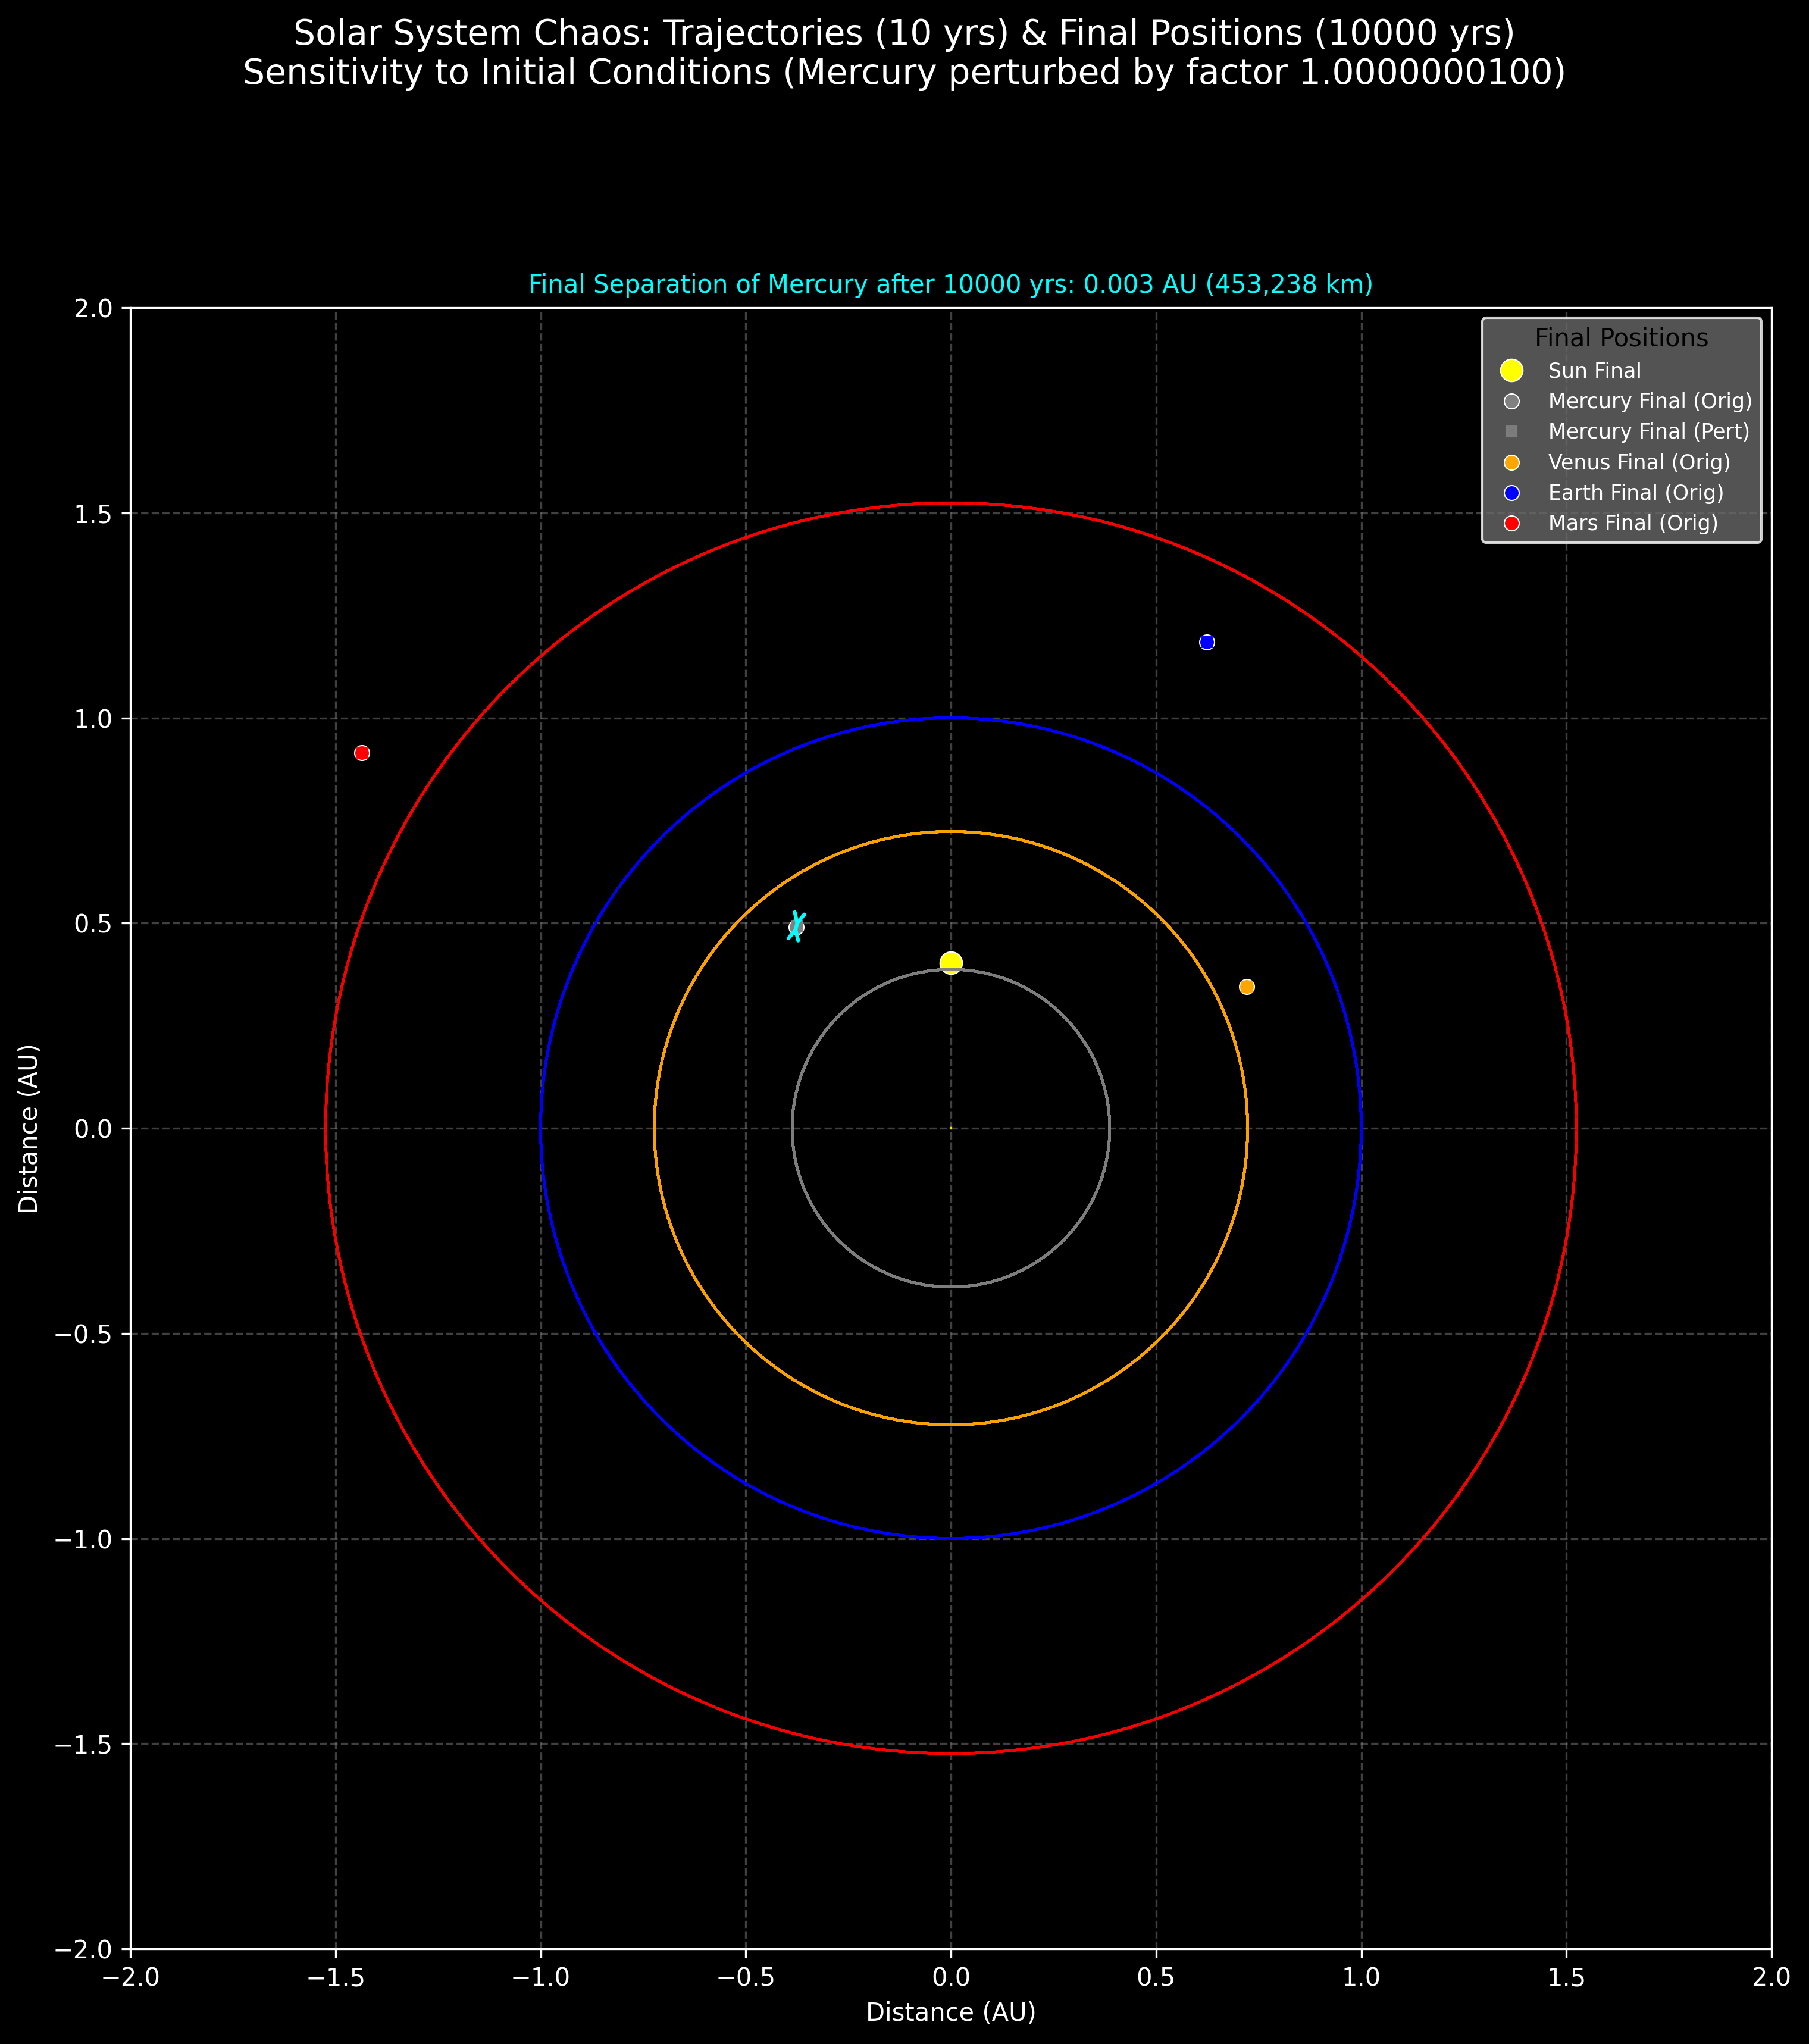 Solar System Chaos: Trajectories (10 yrs) & Final Positions (10000 yrs)
Sensitivity to Initial Conditions (Mercury perturbed by factor 1.0000000100)
Final Separation of Mercury after 10000 yrs: 0.003 AU (453,238 km)
Final Positions
Sun Final
Mercury Final (Orig)
Mercury Final (Pert)
Venus Final (Orig)
Earth Final (Orig)
Mars Final (Orig)
Distance (AU)
2.0
1.5
1.0
0.5
0.0
−0.5
−1.0
−1.5
−2.0
−2.0 −1.5 −1.0 −0.5 0.0 0.5 1.0 1.5 2.0
Distance (AU)